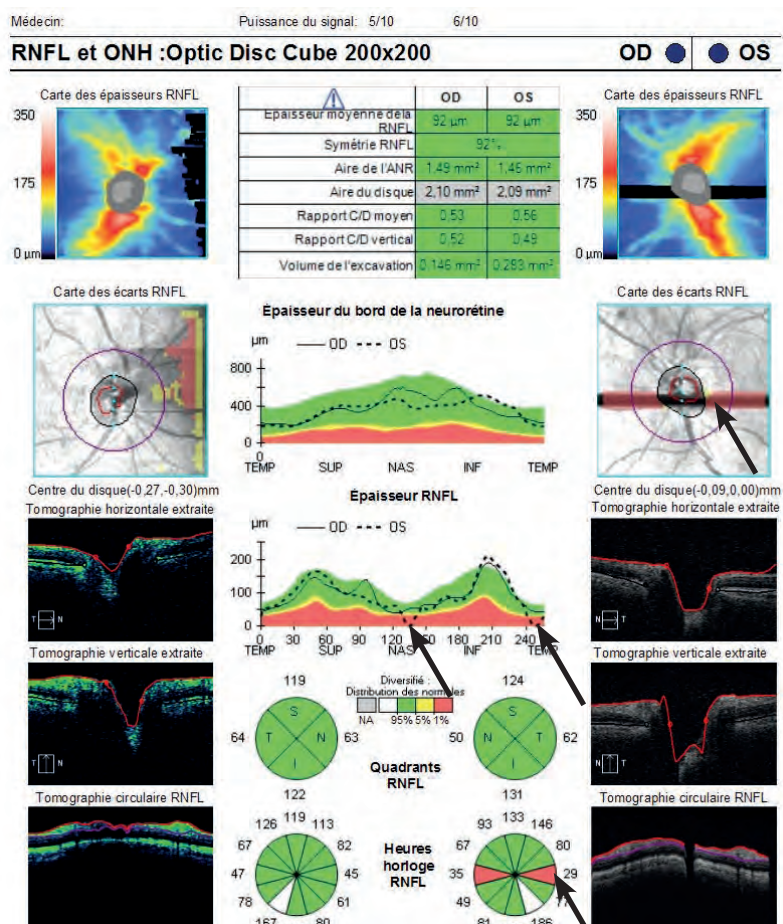 Médecin: Puissance du signal: 5/10 6/10
RNFL et ONH :Optic Disc Cube 200x200 OD OS
Carte des épaisseurs RNFL
350
175
0 µm
OD OS
Epaisseur moyenne dela RNFL 92 µm 92 µm
Symétrie RNFL 92%
Aire de l'ANR 1,49 mm² 1,46 mm²
Aire du disque 2,10 mm² 2,09 mm²
Rapport C/D moyen 0,53 0,56
Rapport C/D vertical 0,52 0,49
Volume de l'excavation 0,146 mm³ 0,293 mm³
Carte des épaisseurs RNFL
350
175
0 µm
Carte des écarts RNFL
Épaisseur du bord de la neurorétine
µm OD OS
800
400
0
0
TEMP SUP NAS INF TEMP
Carte des écarts RNFL
Centre du disque(-0,27,-0,30)mm
Tomographie horizontale extraite
T N
Épaisseur RNFL
µm OD OS
200
100
0
0 30 60 90 120 150 180 210 240
TEMP SUP NAS INF TEMP
Centre du disque(-0,09,0,00)mm
Tomographie horizontale extraite
N T
Tomographie verticale extraite
T N
Diversifié :
Distribution des normales
NA 95% 5% 1%
119
64 S T N I 63
122
Quadrants
RNFL
124
50 S N T I 62
131
Tomographie verticale extraite
N T
Tomographie circulaire RNFL
126 119 113
67 82
47 45
78 61
167 80
Heures
horloge
RNFL
93 133 146
67 80
35 29
49 77
81 186
Tomographie circulaire RNFL